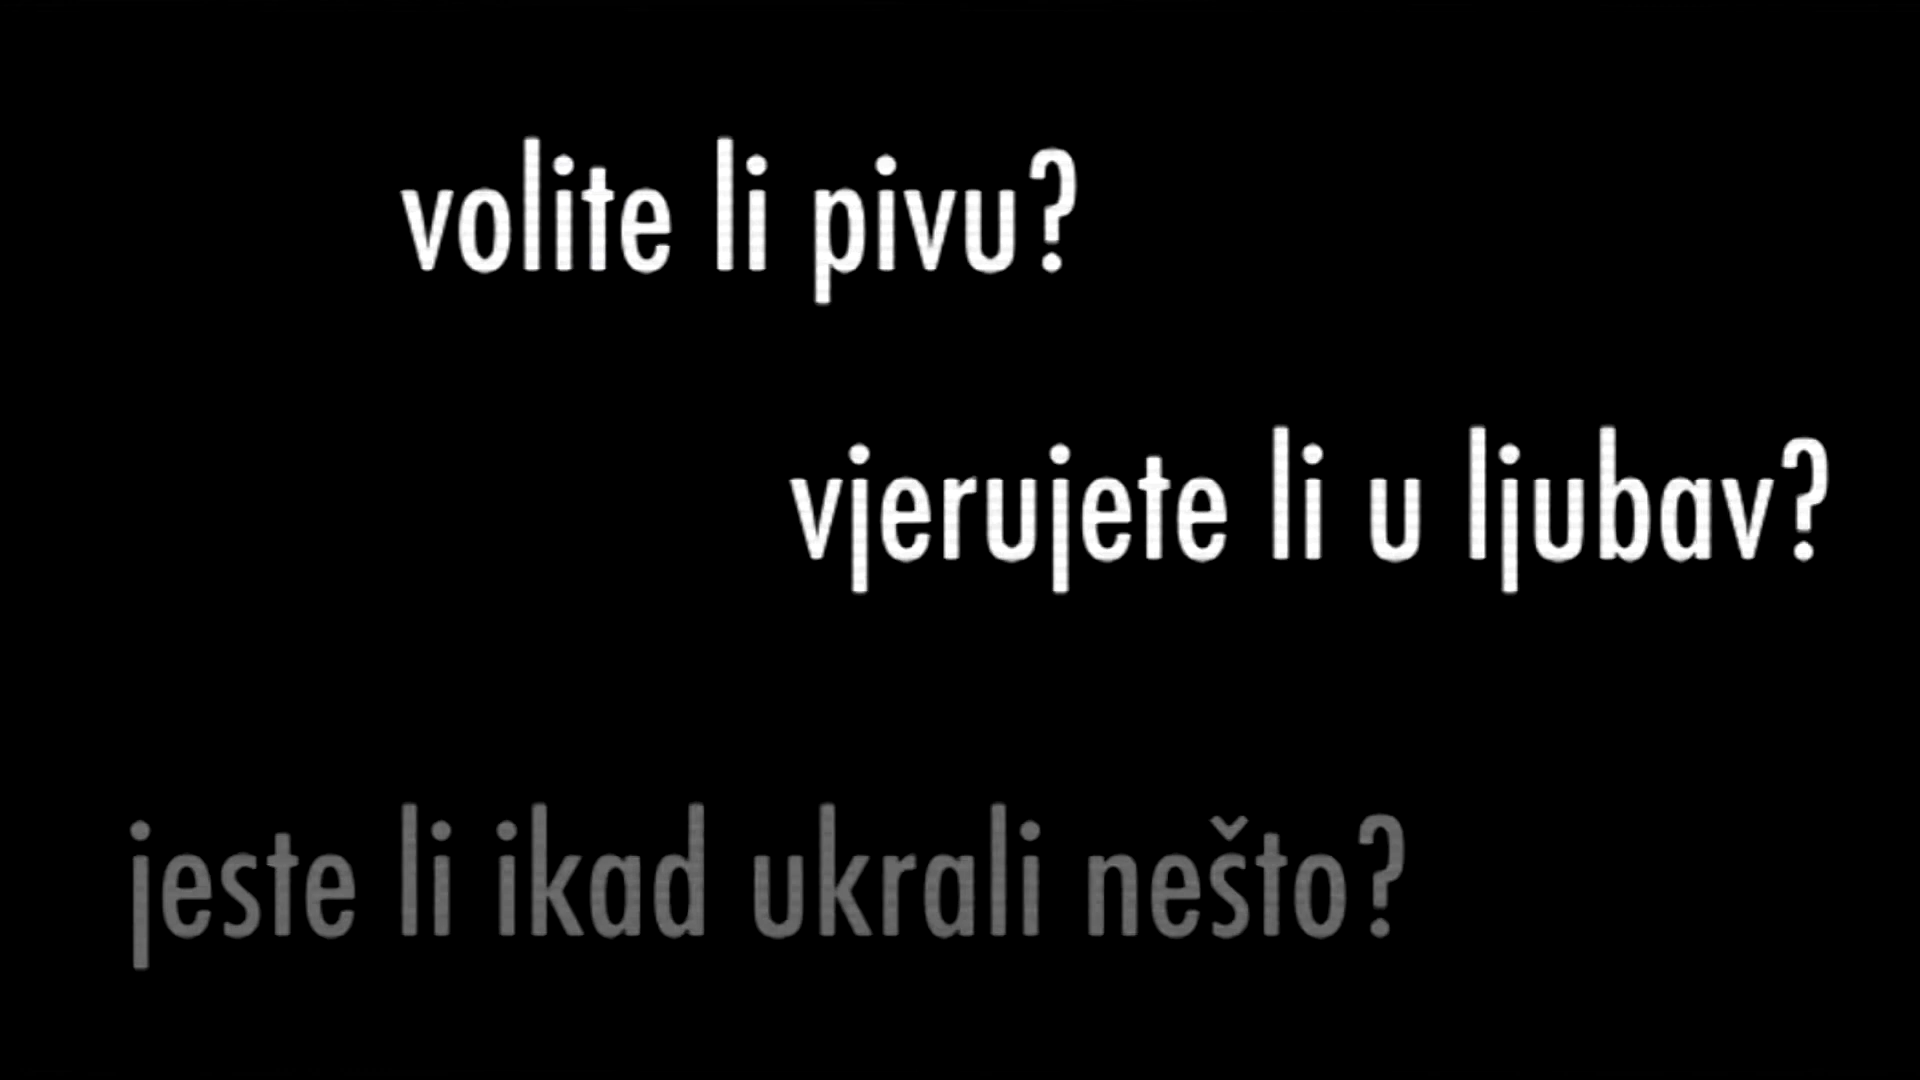 volite li pivu?
vjerujete li u ljubav?
jeste li ikad ukrali nešto?